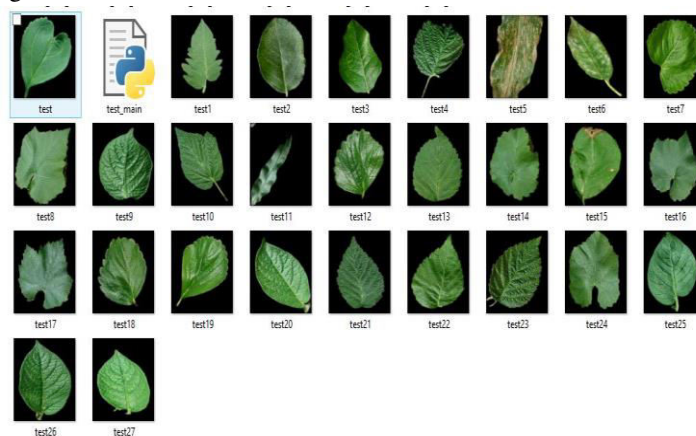 test test_main test1 test2 test3 test4 test5 test6 test7
test8 test9 test10 test11 test12 test13 test14 test15 test16
test17 test18 test19 test20 test21 test22 test23 test24 test25
test26 test27